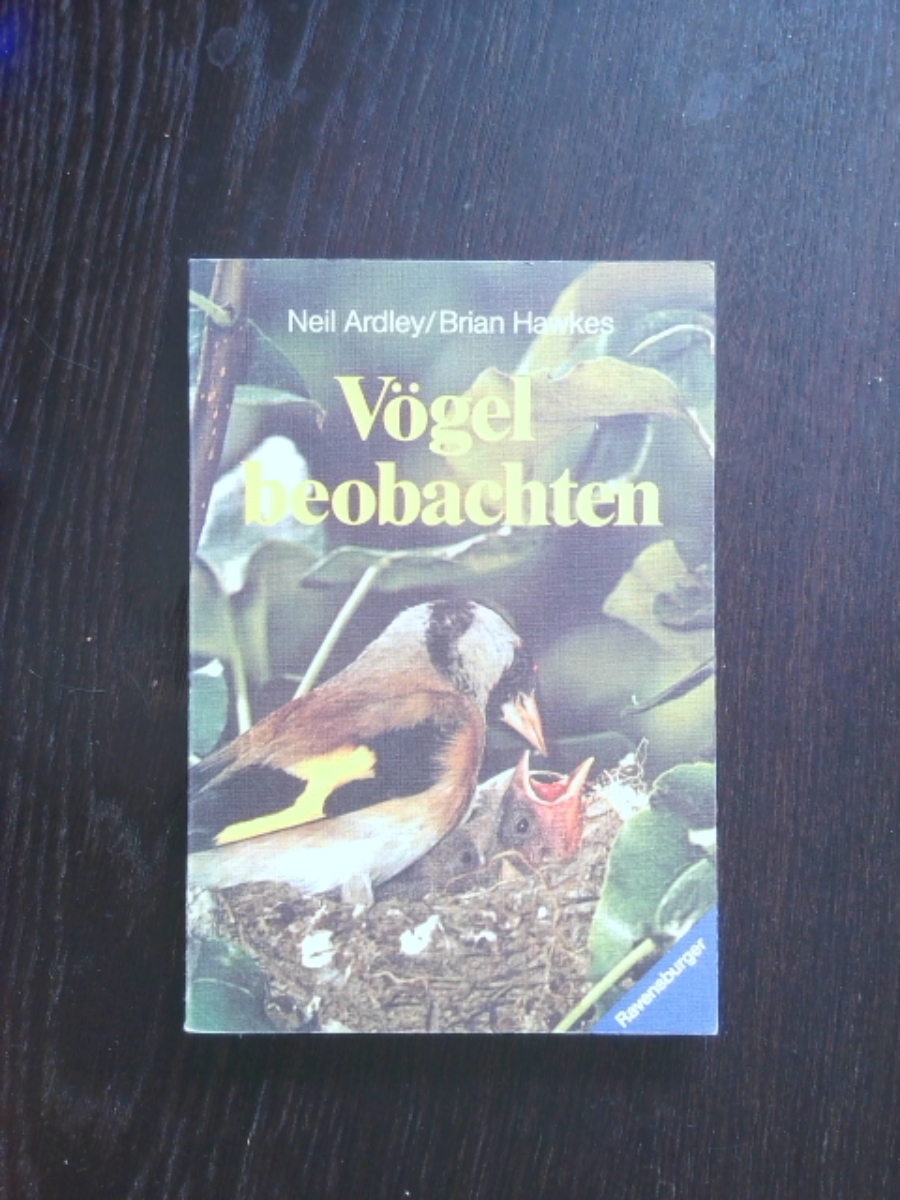 Neil Ardley/Brian Hawkes
Vögel
beobachten
Ravensburger